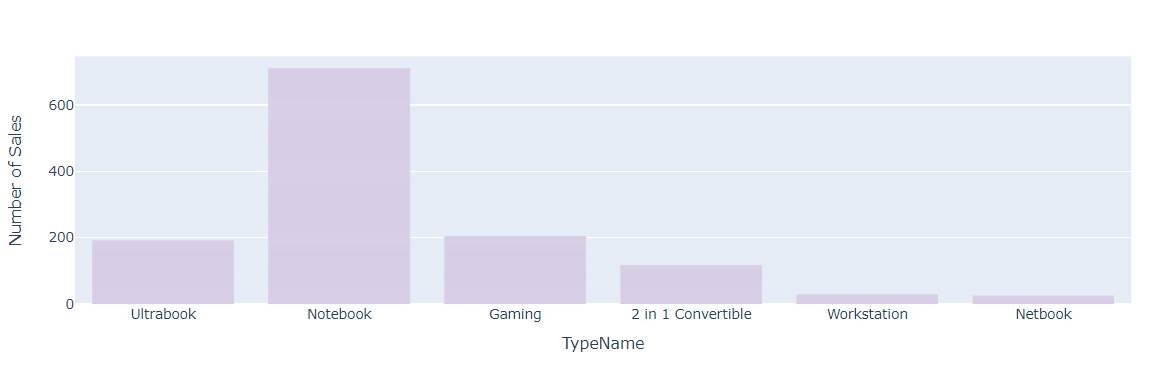 Number of Sales
600
400
200
0
Ultrabook Notebook Gaming 2 in 1 Convertible Workstation Netbook
TypeName